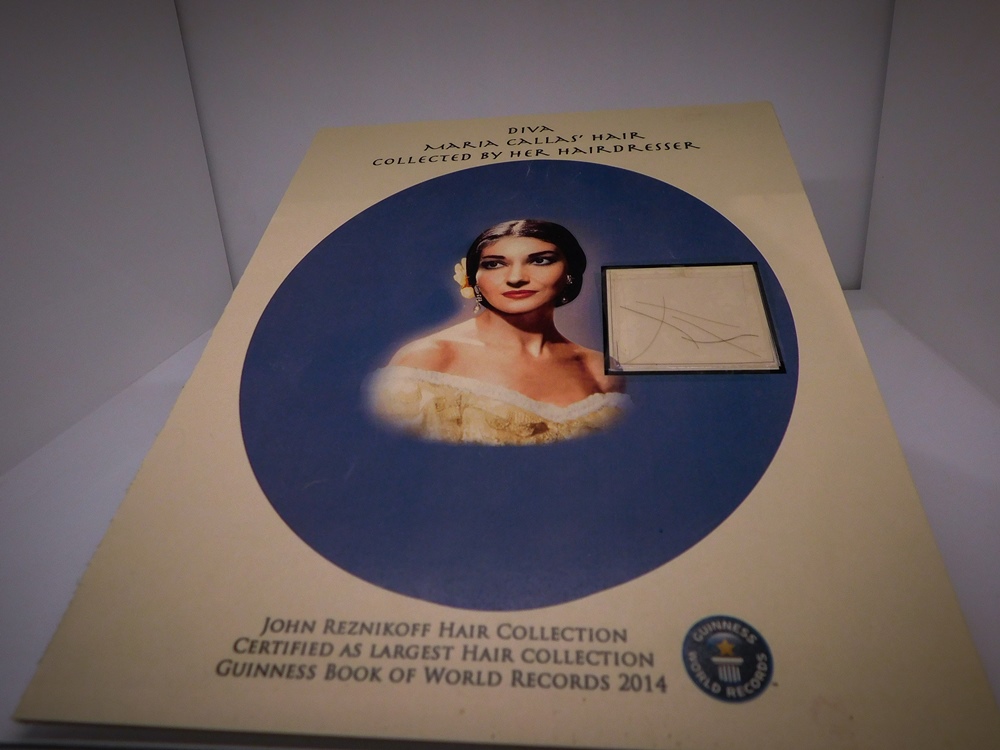 DIVA
MARIA CALLAS' HAIR
COLLECTED BY HER HAIRDRESSER
JOHN REZNIKOFF HAIR COLLECTION
CERTIFIED AS LARGEST HAIR COLLECTION
GUINNESS BOOK OF WORLD RECORDS 2014
GUINNESS
WORLD RECORDS